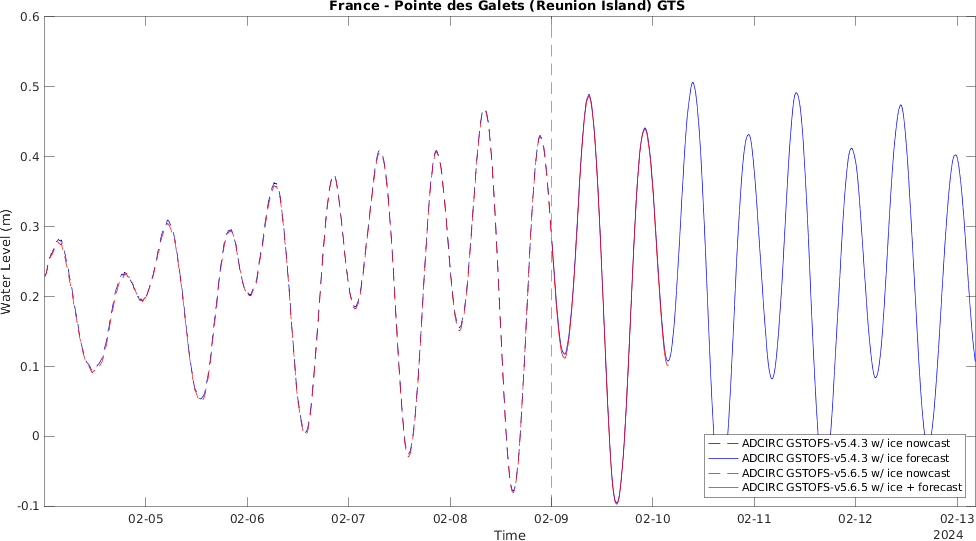 France - Pointe des Galets (Reunion Island) GTS
0.6
0.5
0.4
0.3
0.2
0.1
0
-0.1
Water Level (m)
ADCIRC GSTOFS-v5.4.3 w/ ice nowcast
ADCIRC GSTOFS-v5.4.3 w/ ice forecast
ADCIRC GSTOFS-v5.6.5 w/ ice nowcast
ADCIRC GSTOFS-v5.6.5 w/ ice + forecast
02-05 02-06 02-07 02-08 02-09 02-10 02-11 02-12 02-13
Time
2024